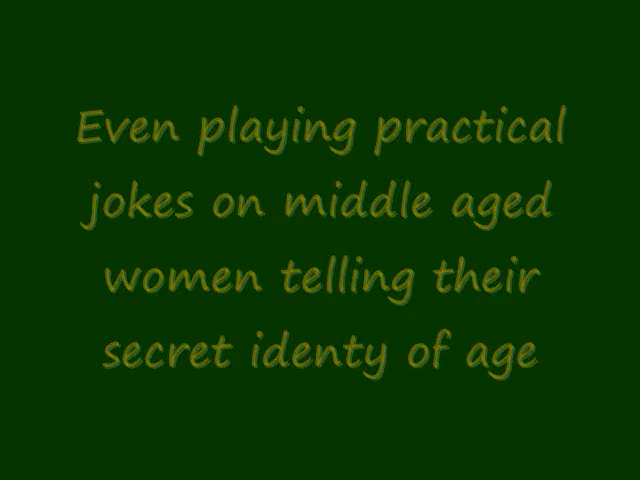 Even playing practical
jokes on middle aged
women telling their
secret identy of age